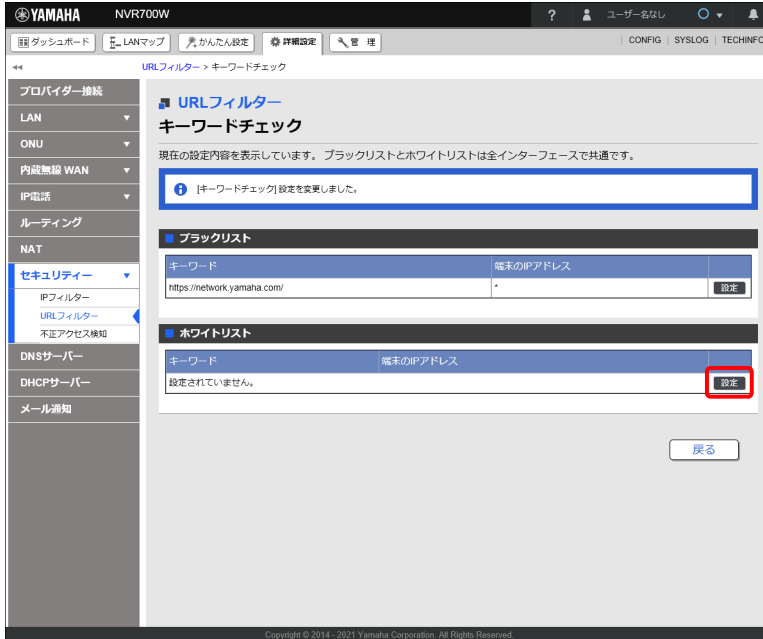 YAMAHA NVR700W ? ユーザー名なし
ダッシュボード LANマップ かんたん設定 詳細設定 管 理 CONFIG SYSLOG TECHINFO
URLフィルター > キーワードチェック
プロバイダー接続
LAN
ONU
内蔵無線 WAN
IP電話
ルーティング
NAT
セキュリティー
IPフィルター
URLフィルター
不正アクセス検知
DNSサーバー
DHCPサーバー
メール通知
URLフィルター
キーワードチェック
現在の設定内容を表示しています。 ブラックリストとホワイトリストは全インターフェースで共通です。
[キーワードチェック] 設定を変更しました。
ブラックリスト
キーワード 端末のIPアドレス
https://network.yamaha.com/ * 設定
ホワイトリスト
キーワード 端末のIPアドレス
設定されていません。 設定
戻る
Copyright © 2014 - 2021 Yamaha Corporation. All Rights Reserved.